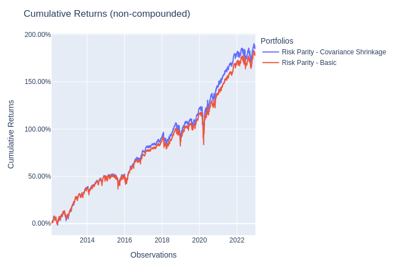 Cumulative Returns (non-compounded)
Portfolios
Risk Parity - Covariance Shrinkage
Risk Parity - Basic
Cumulative Returns
200.00%
150.00%
100.00%
50.00%
0.00%
2014 2016 2018 2020 2022
Observations